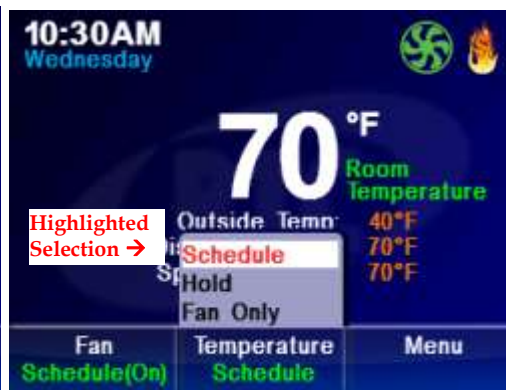 10:30AM
Wednesday
70 °F
Room
Temperature
Outside Temp: 40°F
70°F
70°F
Highlighted
Selection →
Schedule
Hold
Fan Only
Fan
Schedule(On)
Temperature
Schedule
Menu